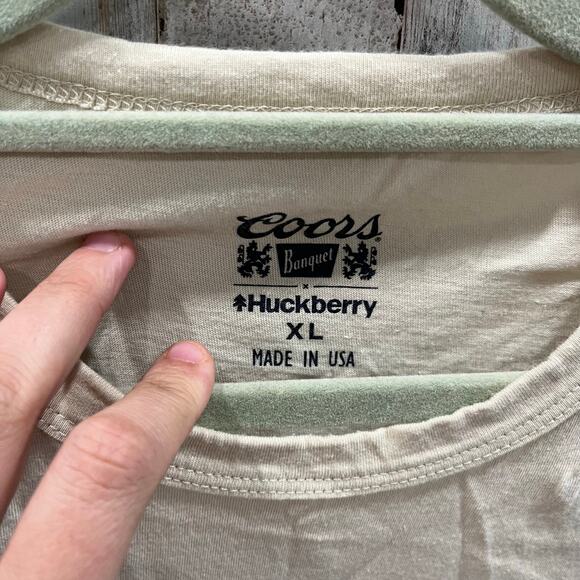 Coors
Banquet
×
Huckberry
XL
MADE IN USA